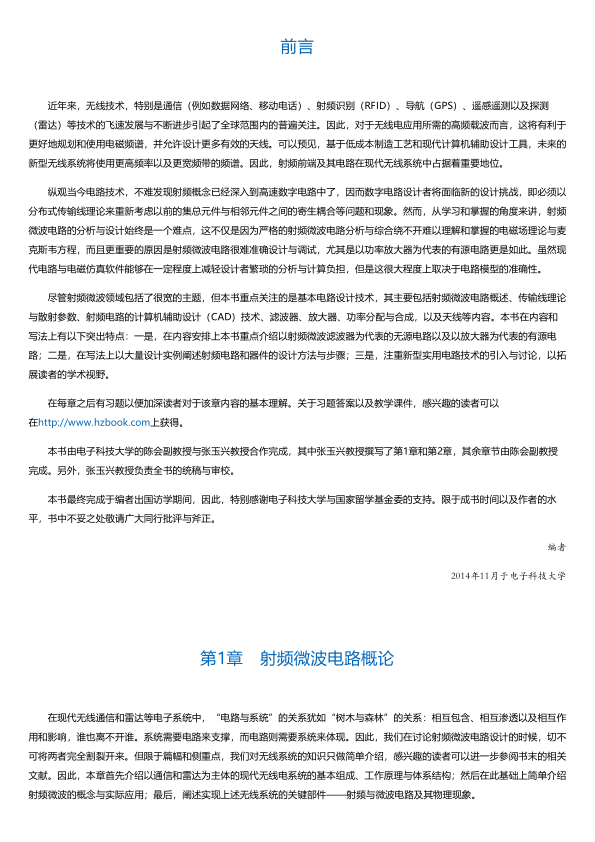 前言
近年来，无线技术，特别是通信（例如数据网络、移动电话）、射频识别（RFID）、导航（GPS）、遥感遥测以及探测
（雷达）等技术的飞速发展与不断进步引起了全球范围内的普遍关注。因此，对于无线电应用所需的高频载波而言，这将有利于
更好地规划和使用电磁频谱，并允许设计更多有效的天线。可以预见，基于低成本制造工艺和现代计算机辅助设计工具，未来的
新型无线系统将使用更高频率以及更宽频带的频谱。因此，射频前端及其电路在现代无线系统中占据着重要地位。
纵观当今电路技术，不难发现射频概念已经深入到高速数字电路中了，因而数字电路设计者将面临新的设计挑战，即必须以
分布式传输线理论来重新考虑以前的集总元件与相邻元件之间的寄生耦合等问题和现象。然而，从学习和掌握的角度来讲，射频
微波电路的分析与设计始终是一个难点，这不仅是因为严格的射频微波电路分析与综合绕不开难以理解和掌握的电磁场理论与麦
克斯韦方程，而且更重要的原因是射频微波电路很难准确设计与调试，尤其是以功率放大器为代表的有源电路更是如此。虽然现
代电路与电磁仿真软件能够在一定程度上减轻设计者繁琐的分析与计算负担，但是这很大程度上取决于电路模型的准确性。
尽管射频微波领域包括了很宽的主题，但本书重点关注的是基本电路设计技术，其主要包括射频微波电路概述、传输线理论
与散射参数、射频电路的计算机辅助设计（CAD）技术、滤波器、放大器、功率分配与合成，以及天线等内容。本书在内容和
写法上有以下突出特点：一是，在内容安排上本书重点介绍以射频微波滤波器为代表的无源电路以及以放大器为代表的有源电
路；二是，在写法上以大量设计实例阐述射频电路和器件的设计方法与步骤；三是，注重新型实用电路技术的引入与讨论，以拓
展读者的学术视野。
在每章之后有习题以便加深读者对于该章内容的基本理解。关于习题答案以及教学课件，感兴趣的读者可以
在http://www.hzbook.com上获得。
本书由电子科技大学的陈会副教授与张玉兴教授合作完成，其中张玉兴教授撰写了第1章和第2章，其余章节由陈会副教授
完成。另外，张玉兴教授负责全书的统稿与审校。
本书最终完成于编者出国访学期间，因此，特别感谢电子科技大学与国家留学基金委的支持。限于成书时间以及作者的水
平，书中不妥之处敬请广大同行批评与斧正。
编者
2014年11月于电子科技大学
第1章　射频微波电路概论
在现代无线通信和雷达等电子系统中，“电路与系统”的关系犹如“树木与森林”的关系：相互包含、相互渗透以及相互作
用和影响，谁也离不开谁。系统需要电路来支撑，而电路则需要系统来体现。因此，我们在讨论射频微波电路设计的时候，切不
可将两者完全割裂开来。但限于篇幅和侧重点，我们对无线系统的知识只做简单介绍，感兴趣的读者可以进一步参阅书末的相关
文献。因此，本章首先介绍以通信和雷达为主体的现代无线电系统的基本组成、工作原理与体系结构；然后在此基础上简单介绍
射频微波的概念与实际应用；最后，阐述实现上述无线系统的关键部件——射频与微波电路及其物理现象。